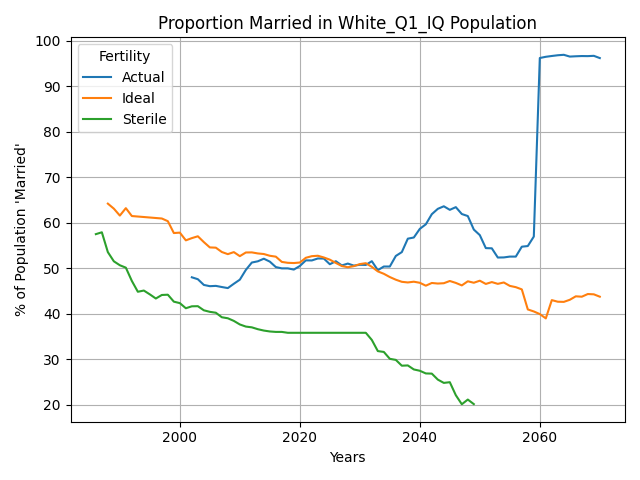 Proportion Married in White_Q1_IQ Population
% of Population 'Married'
100
90
80
70
60
50
40
30
20
Fertility
Actual
Ideal
Sterile
2000
2020
2040
2060
Years